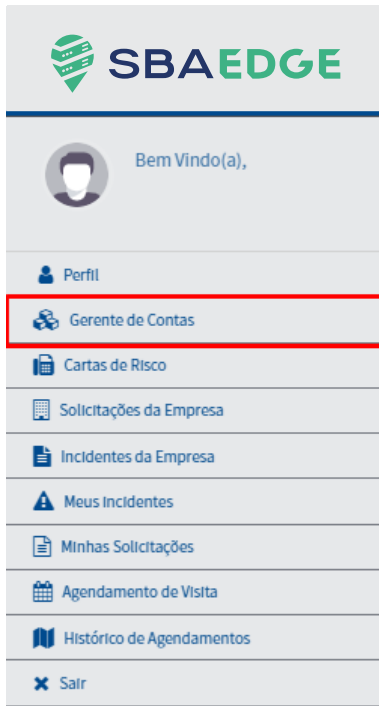 SBAEDGE
Bem Vindo(a),
Perfil
Gerente de Contas
Cartas de Risco
Solicitações da Empresa
Incidentes da Empresa
Meus Incidentes
Minhas Solicitações
Agendamento de Visita
Histórico de Agendamentos
Sair